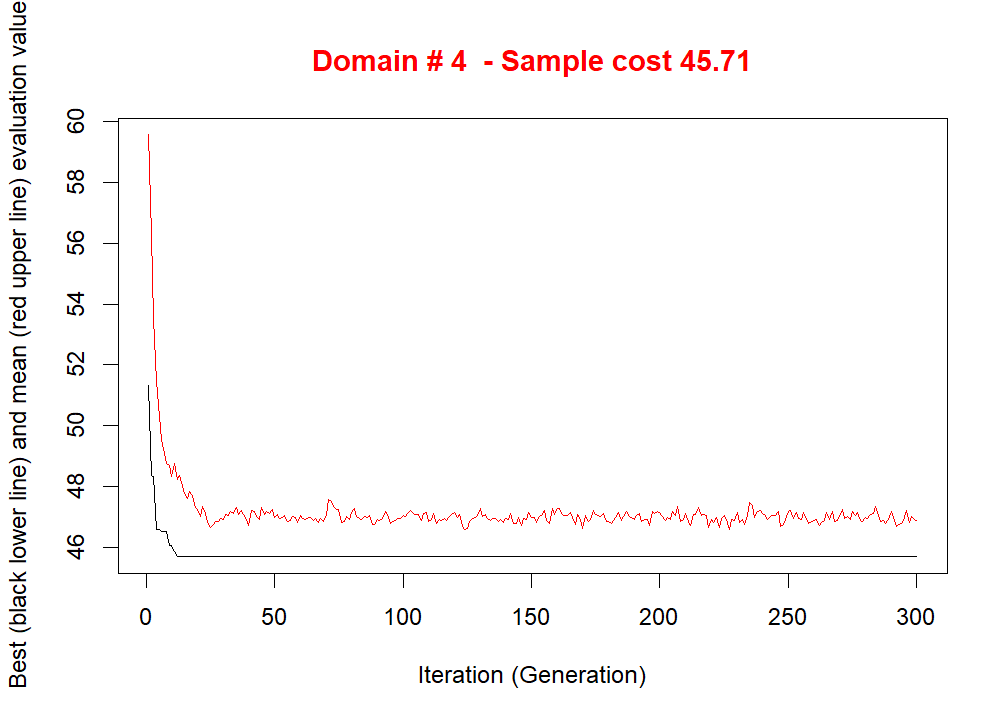 Domain # 4  - Sample cost 45.71
Best (black lower line) and mean (red upper line) evaluation value
60
58
56
54
52
50
48
46
0 50 100 150 200 250 300
Iteration (Generation)